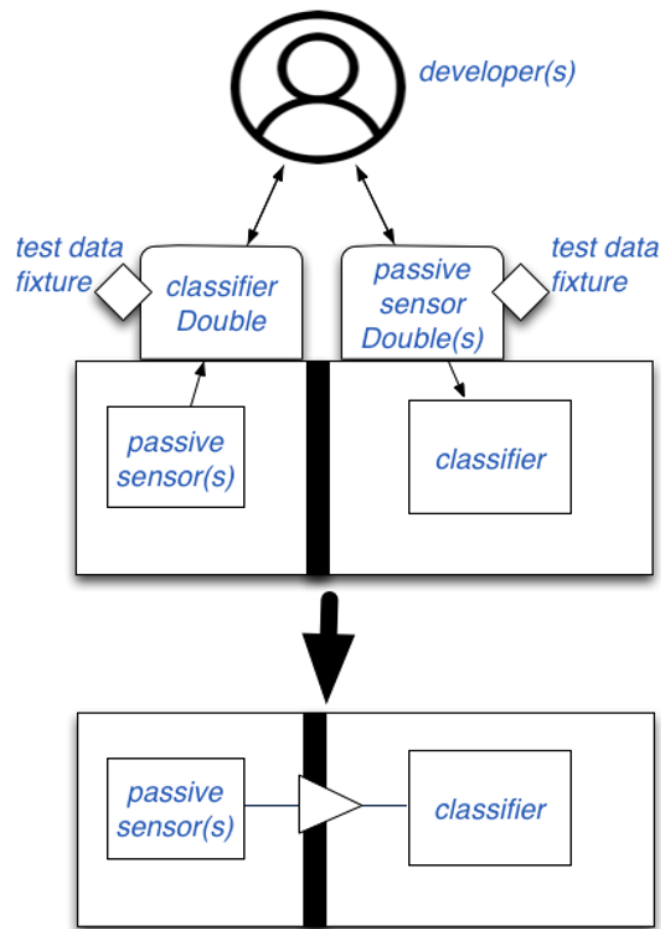 developer(s)
test data
fixture
classifier
Double
passive
sensor
Double(s)
test data
fixture
passive
sensor(s)
classifier
passive
sensor(s)
classifier